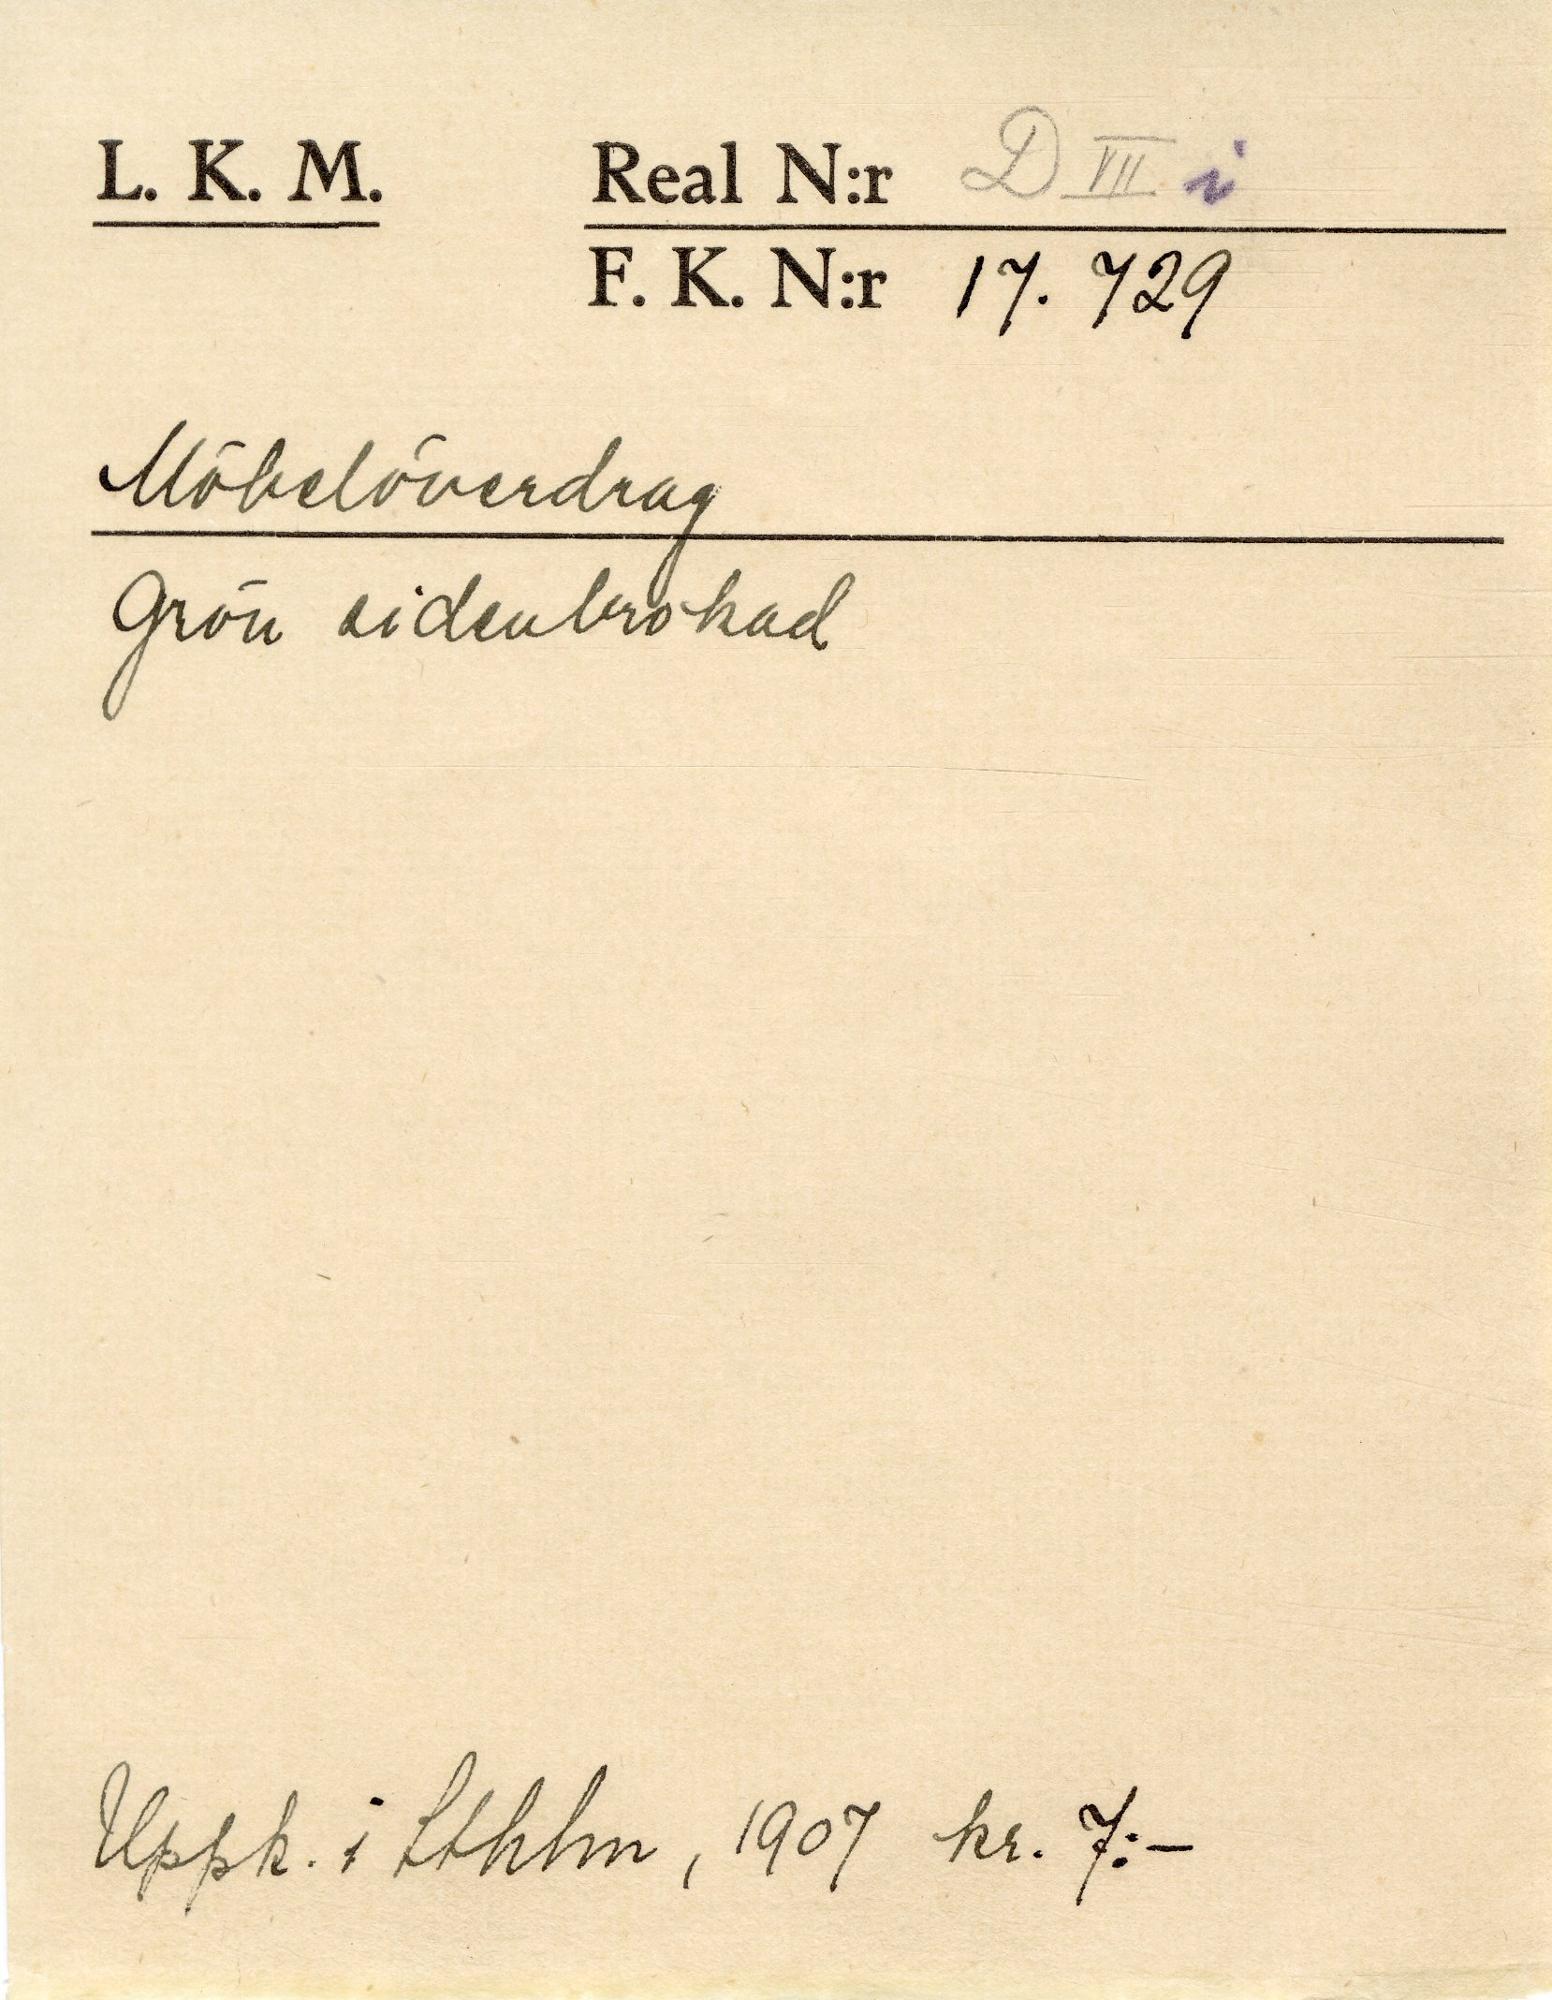 L. K. M.
Real N:r D VII i
F. K. N:r 17. 729
Möbelöverdrag
Grön sidenbrokad
Uppk. i Sthlm, 1907 kr. 7:-